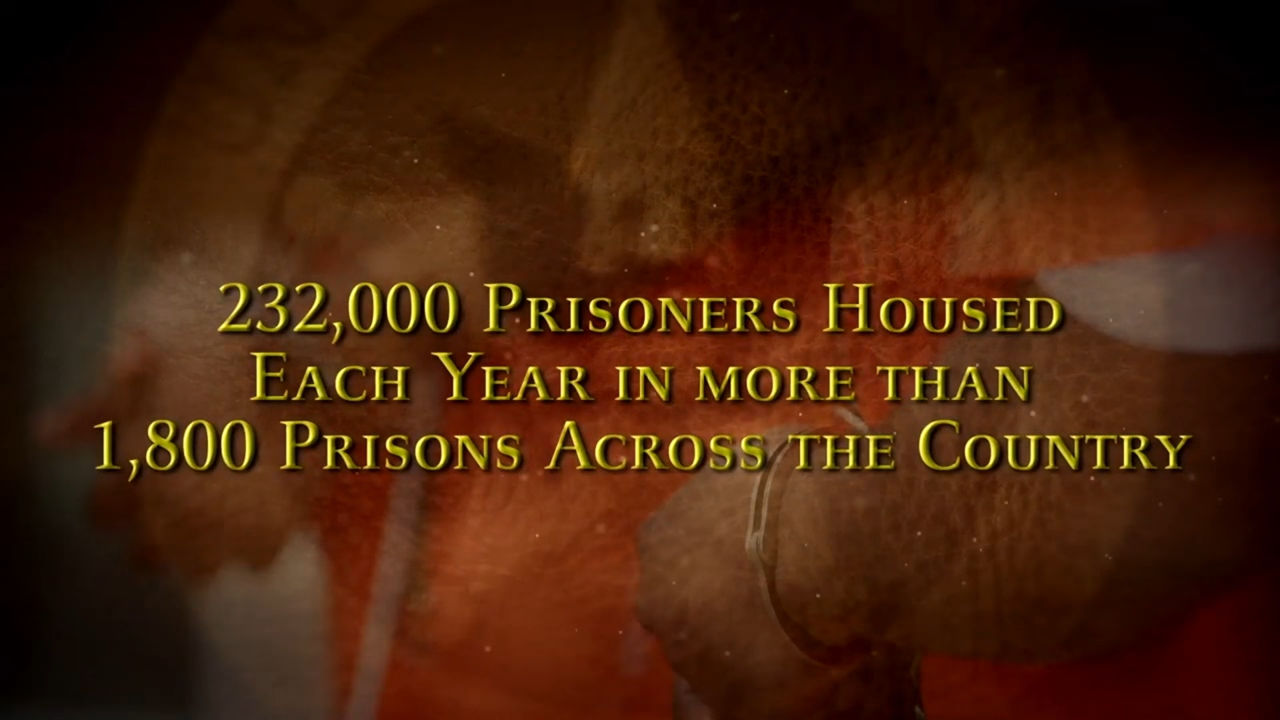 232,000 Prisoners Housed
Each Year in more than
1,800 Prisons Across the Country